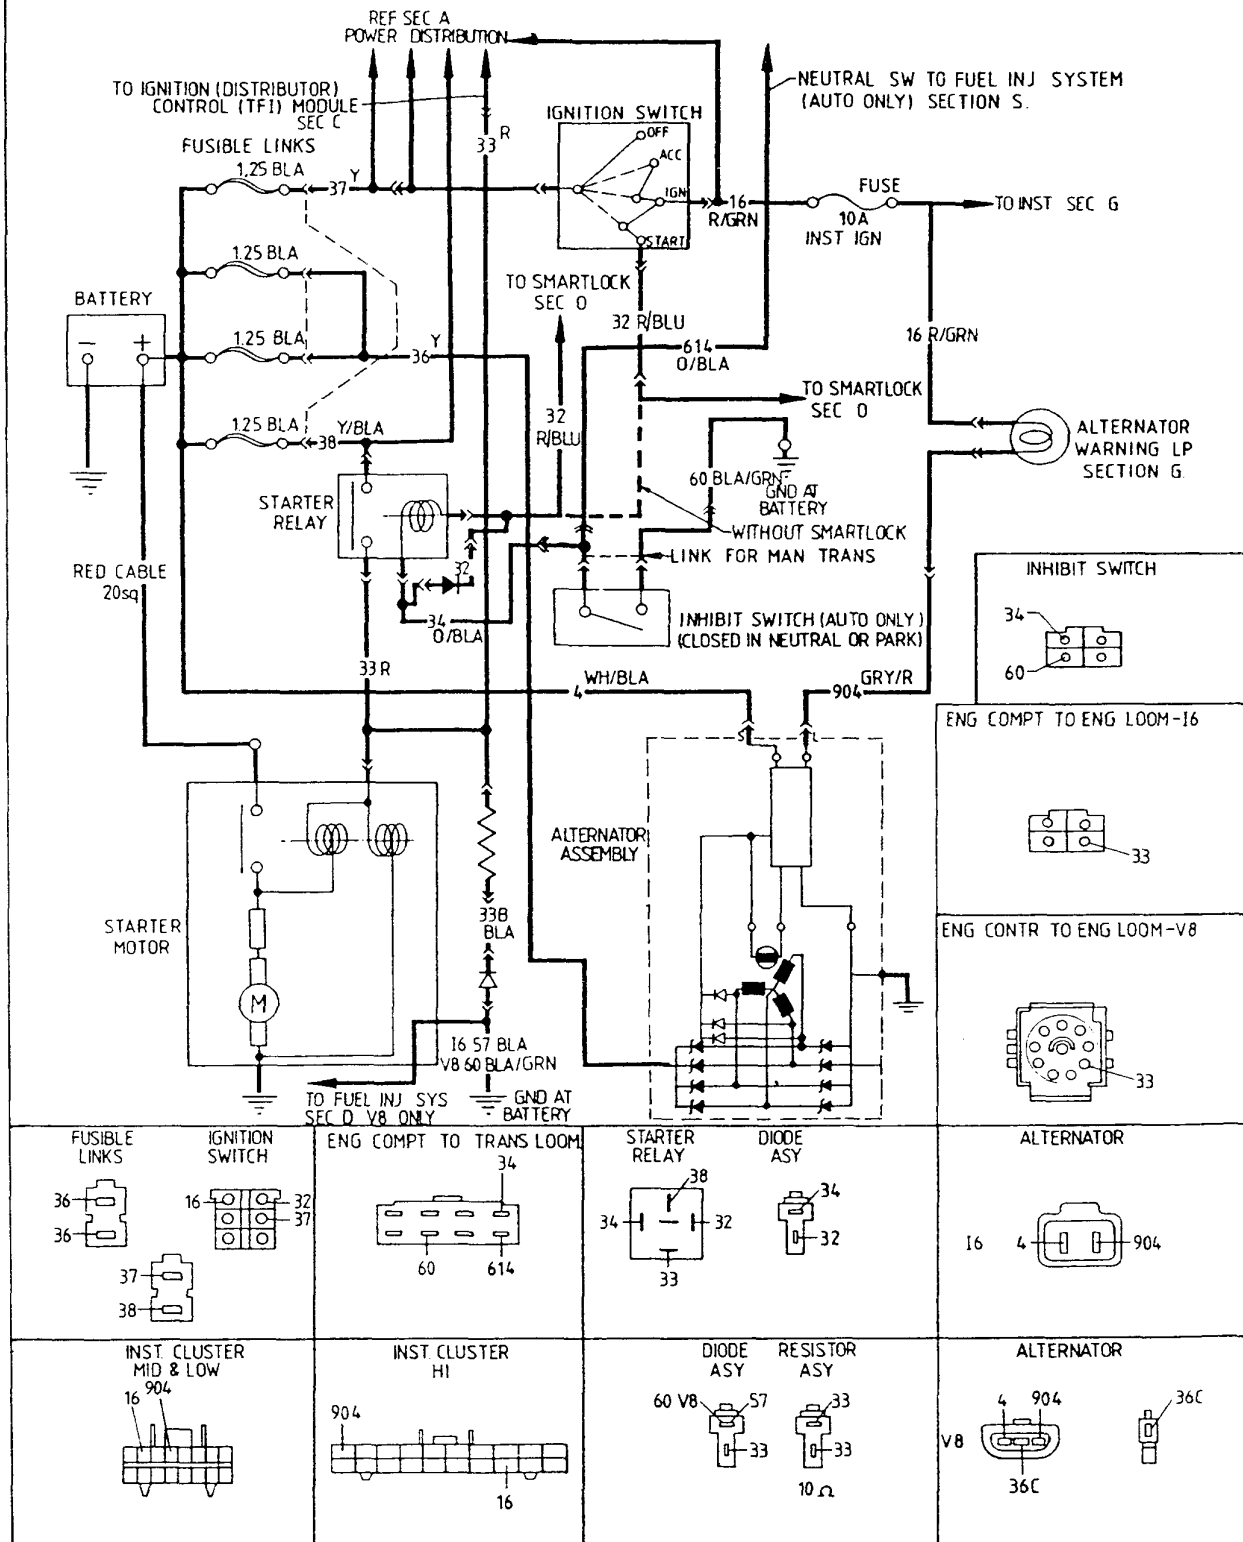 REF SEC A
POWER DISTRIBUTION
TO IGNITION (DISTRIBUTOR)
CONTROL (TFI) MODULE
SEC C
NEUTRAL SW TO FUEL INJ SYSTEM
(AUTO ONLY) SECTION S.
IGNITION SWITCH
OFF
ACC
IGN
START
33 R
FUSIBLE LINKS
1.25 BLA
37 Y
16
R/GRN
FUSE
10A
INST IGN
TO INST SEC G
1.25 BLA
BATTERY
- +
TO SMARTLOCK
SEC O
32 R/BLU
1.25 BLA
36 Y
614
O/BLA
16 R/GRN
TO SMARTLOCK
SEC O
1.25 BLA
38 Y/BLA
32
R/BLU
ALTERNATOR
WARNING LP
SECTION G.
60 BLA/GRN
GND AT
BATTERY
STARTER
RELAY
WITHOUT SMARTLOCK
LINK FOR MAN TRANS
RED CABLE
20sq
32
34
O/BLA
INHIBIT SWITCH (AUTO ONLY)
(CLOSED IN NEUTRAL OR PARK)
INHIBIT SWITCH
34
60
33 R
4 WH/BLA
904 GRY/R
ENG COMPT TO ENG LOOM-I6
33
ALTERNATOR
ASSEMBLY
STARTER
MOTOR
M
33B
BLA
ENG CONTR TO ENG LOOM-V8
33
I6 57 BLA
V8 60 BLA/GRN
TO FUEL INJ SYS
SEC D V8 ONLY
GND AT
BATTERY
FUSIBLE
LINKS
36
36
37
38
IGNITION
SWITCH
16
32
37
ENG COMPT TO TRANS LOOM
34
60
614
STARTER
RELAY
38
34
32
33
DIODE
ASY
34
32
ALTERNATOR
I6 4 904
INST. CLUSTER
MID & LOW
16 904
INST. CLUSTER
HI
904
16
DIODE
ASY
60 V8
57
33
RESISTOR
ASY
33
33
10 Ω
ALTERNATOR
V8
4 904
36C
36C